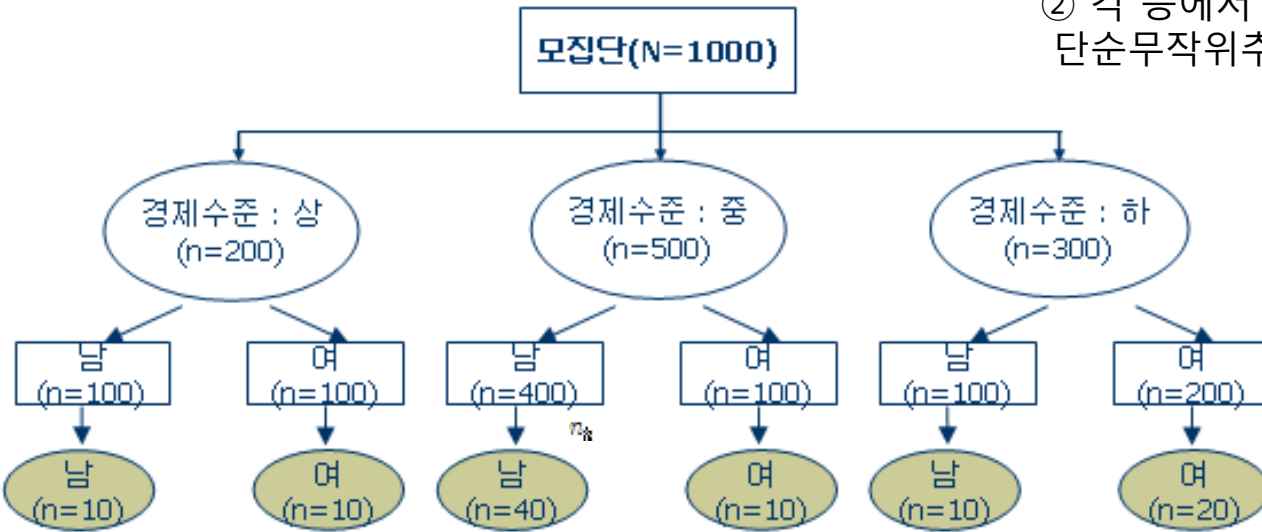 ② 각 층에서
단순무작위추
모집단(N=1000)
경제수준 : 상
(n=200)
경제수준 : 중
(n=500)
경제수준 : 하
(n=300)
남
(n=100)
여
(n=100)
남
(n=400)
여
(n=100)
남
(n=100)
여
(n=200)
남
(n=10)
여
(n=10)
남
(n=40)
여
(n=10)
남
(n=10)
여
(n=20)